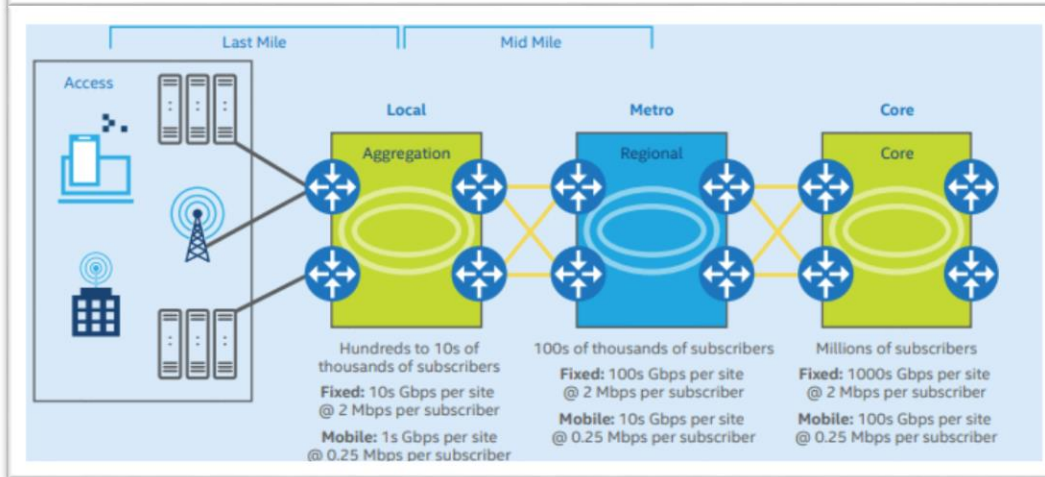 Last Mile
Mid Mile
Access
Local
Metro
Core
Aggregation
Regional
Core
Hundreds to 10s of
thousands of subscribers
Fixed: 10s Gbps per site
@ 2 Mbps per subscriber
Mobile: 1s Gbps per site
@ 0.25 Mbps per subscriber
100s of thousands of subscribers
Fixed: 100s Gbps per site
@ 2 Mbps per subscriber
Mobile: 10s Gbps per site
@ 0.25 Mbps per subscriber
Millions of subscribers
Fixed: 1000s Gbps per site
@ 2 Mbps per subscriber
Mobile: 100s Gbps per site
@ 0.25 Mbps per subscriber